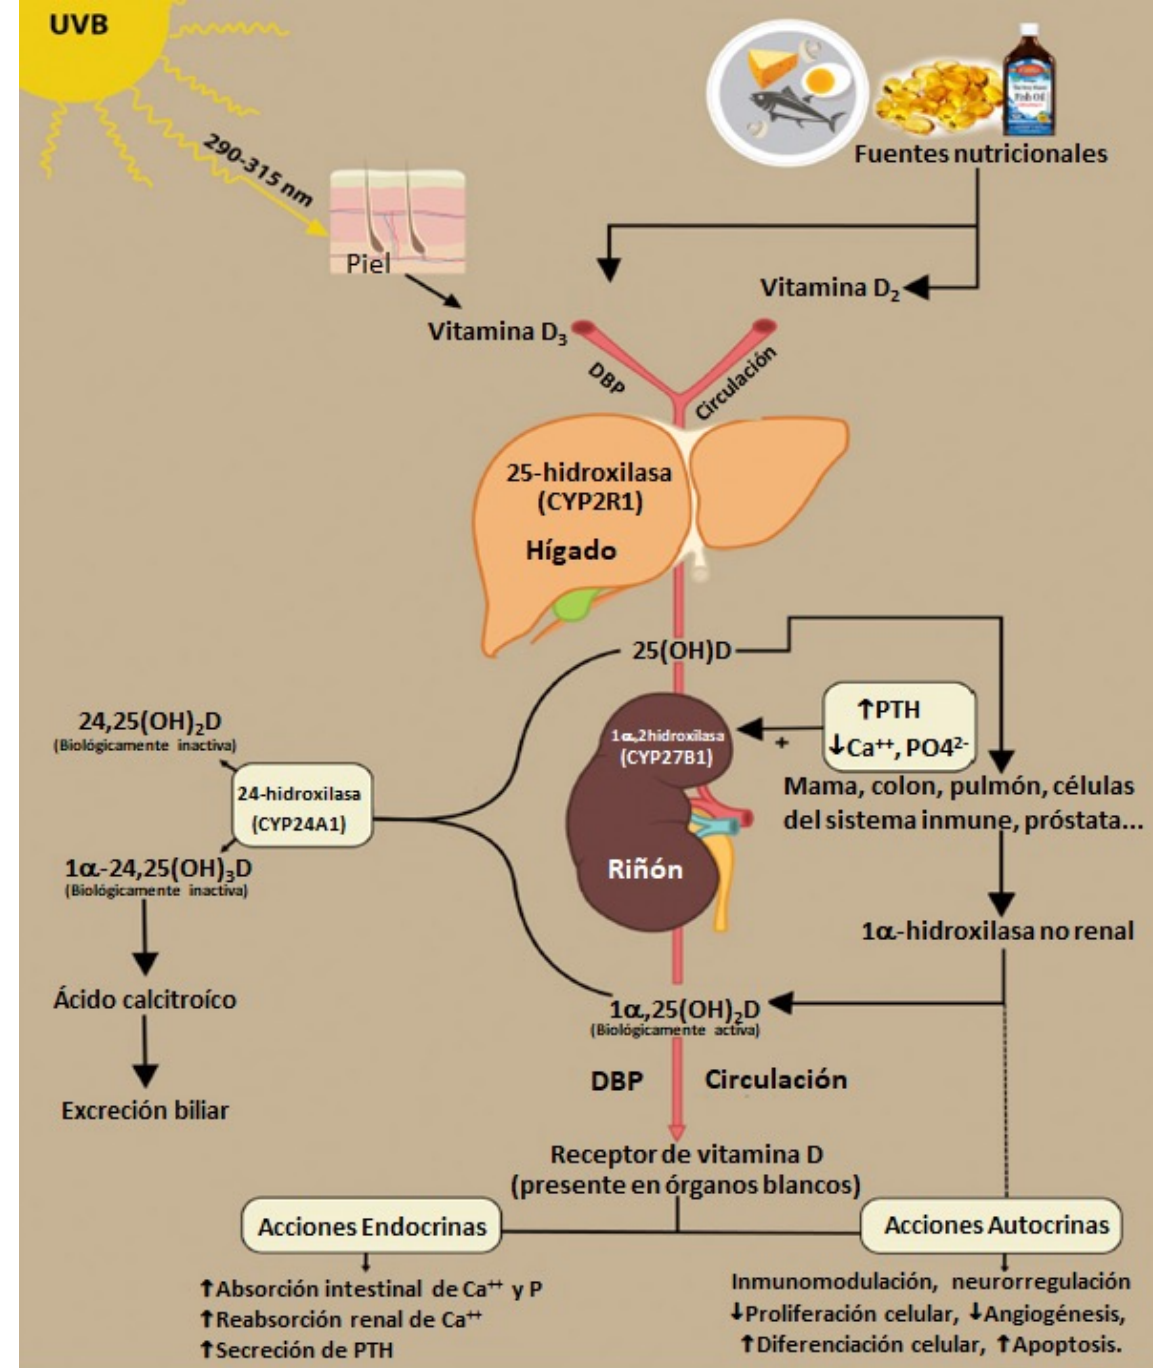 UVB
290-315 nm
Fish Oil
Fuentes nutricionales
Piel
Vitamina D₃
Vitamina D₂
DBP
Circulación
25-hidroxilasa
(CYP2R1)
Hígado
25(OH)D
24,25(OH)₂D
(Biológicamente inactiva)
24-hidroxilasa
(CYP24A1)
1α-24,25(OH)₃D
(Biológicamente inactiva)
Ácido calcitroíco
Excreción biliar
1α,2hidroxilasa
(CYP27B1)
Riñón
↑PTH
↓Ca⁺⁺, PO4²⁻
+
Mama, colon, pulmón, células
del sistema inmune, próstata...
1α-hidroxilasa no renal
1α,25(OH)₂D
(Biológicamente activa)
DBP Circulación
Receptor de vitamina D
(presente en órganos blancos)
Acciones Endocrinas
↑Absorción intestinal de Ca⁺⁺ y P
↑Reabsorción renal de Ca⁺⁺
↑Secreción de PTH
Acciones Autocrinas
Inmunomodulación, neurorregulación
↓Proliferación celular, ↓Angiogénesis,
↑Diferenciación celular, ↑Apoptosis.